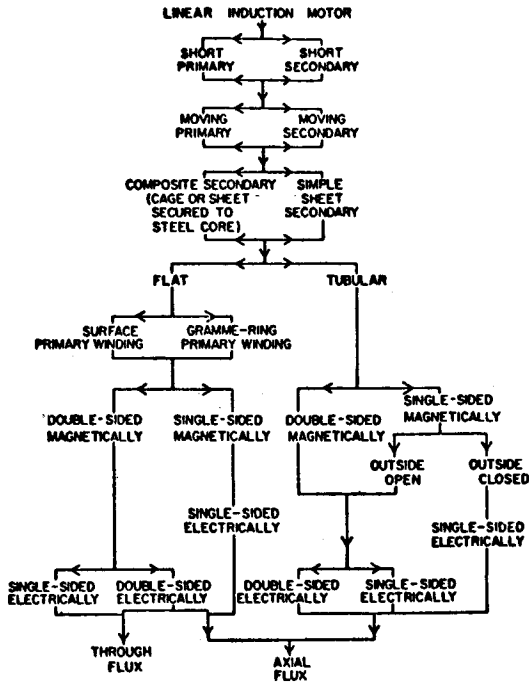 LINEAR INDUCTION MOTOR
SHORT
PRIMARY
SHORT
SECONDARY
MOVING
PRIMARY
MOVING
SECONDARY
COMPOSITE SECONDARY
(CAGE OR SHEET
SECURED TO
STEEL CORE)
SIMPLE
SHEET
SECONDARY
FLAT
TUBULAR
SURFACE
PRIMARY WINDING
GRAMME-RING
PRIMARY WINDING
DOUBLE-SIDED
MAGNETICALLY
SINGLE-SIDED
MAGNETICALLY
DOUBLE-SIDED
MAGNETICALLY
SINGLE-SIDED
MAGNETICALLY
OUTSIDE
OPEN
OUTSIDE
CLOSED
SINGLE-SIDED
ELECTRICALLY
SINGLE-SIDED
ELECTRICALLY
SINGLE-SIDED
ELECTRICALLY
DOUBLE-SIDED
ELECTRICALLY
DOUBLE-SIDED
ELECTRICALLY
SINGLE-SIDED
ELECTRICALLY
THROUGH
FLUX
AXIAL
FLUX